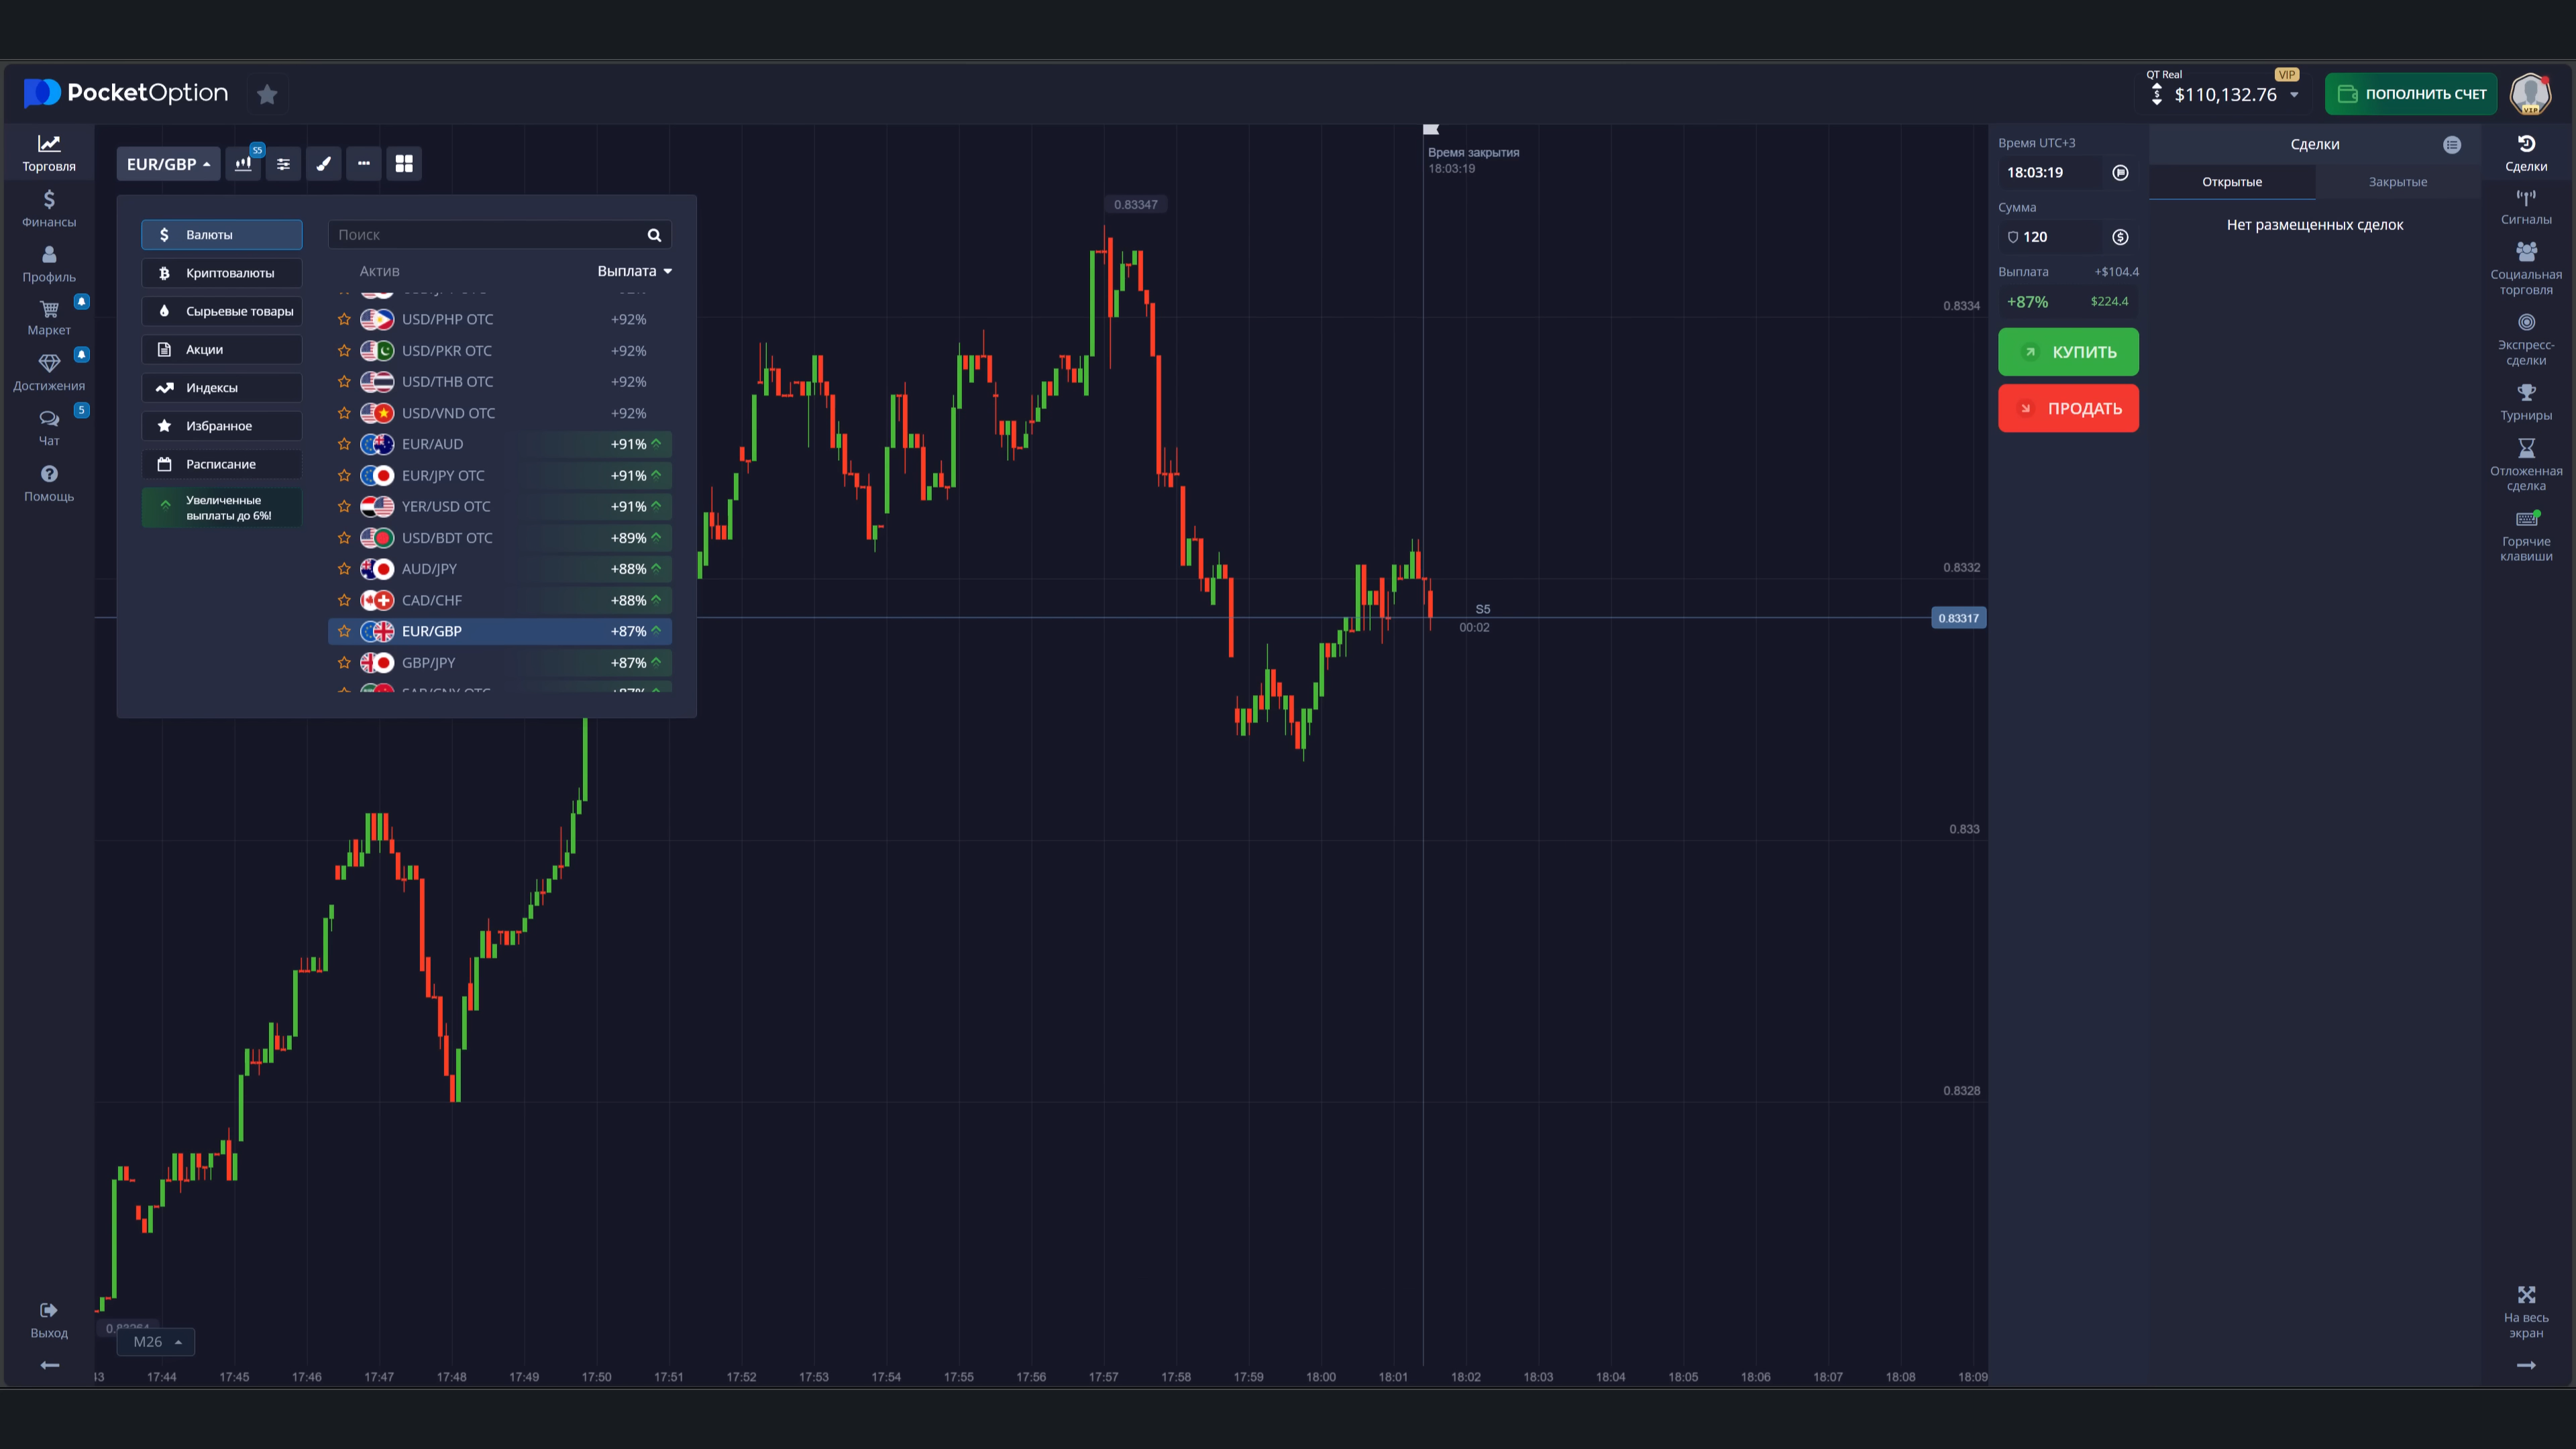 PocketOption
QT Real
VIP
$110,132.76
ПОПОЛНИТЬ СЧЕТ
VIP
Торговля
Финансы
Профиль
Маркет
Достижения
5
Чат
Помощь
Выход
EUR/GBP
S5
Валюты
Криптовалюты
Сырьевые товары
Акции
Индексы
Избранное
Расписание
Увеличенные
выплаты до 6%!
Поиск
Актив
Выплата
USD/PHP OTC +92%
USD/PKR OTC +92%
USD/THB OTC +92%
USD/VND OTC +92%
EUR/AUD +91%
EUR/JPY OTC +91%
YER/USD OTC +91%
USD/BDT OTC +89%
AUD/JPY +88%
CAD/CHF +88%
EUR/GBP +87%
GBP/JPY +87%
Время закрытия
18:03:19
0.83347
0.8334
0.8332
S5
00:02
0.83317
0.833
0.8328
M26
17:44 17:45 17:46 17:47 17:48 17:49 17:50 17:51 17:52 17:53 17:54 17:55 17:56 17:57 17:58 17:59 18:00 18:01 18:02 18:03 18:04 18:05 18:06 18:07 18:08 18:09
Время UTC+3
18:03:19
Сумма
120
Выплата +$104.4
+87% $224.4
КУПИТЬ
ПРОДАТЬ
Сделки
Открытые
Закрытые
Нет размещенных сделок
Сделки
Сигналы
Социальная
торговля
Экспресс-
сделки
Турниры
Отложенная
сделка
Горячие
клавиши
На весь
экран